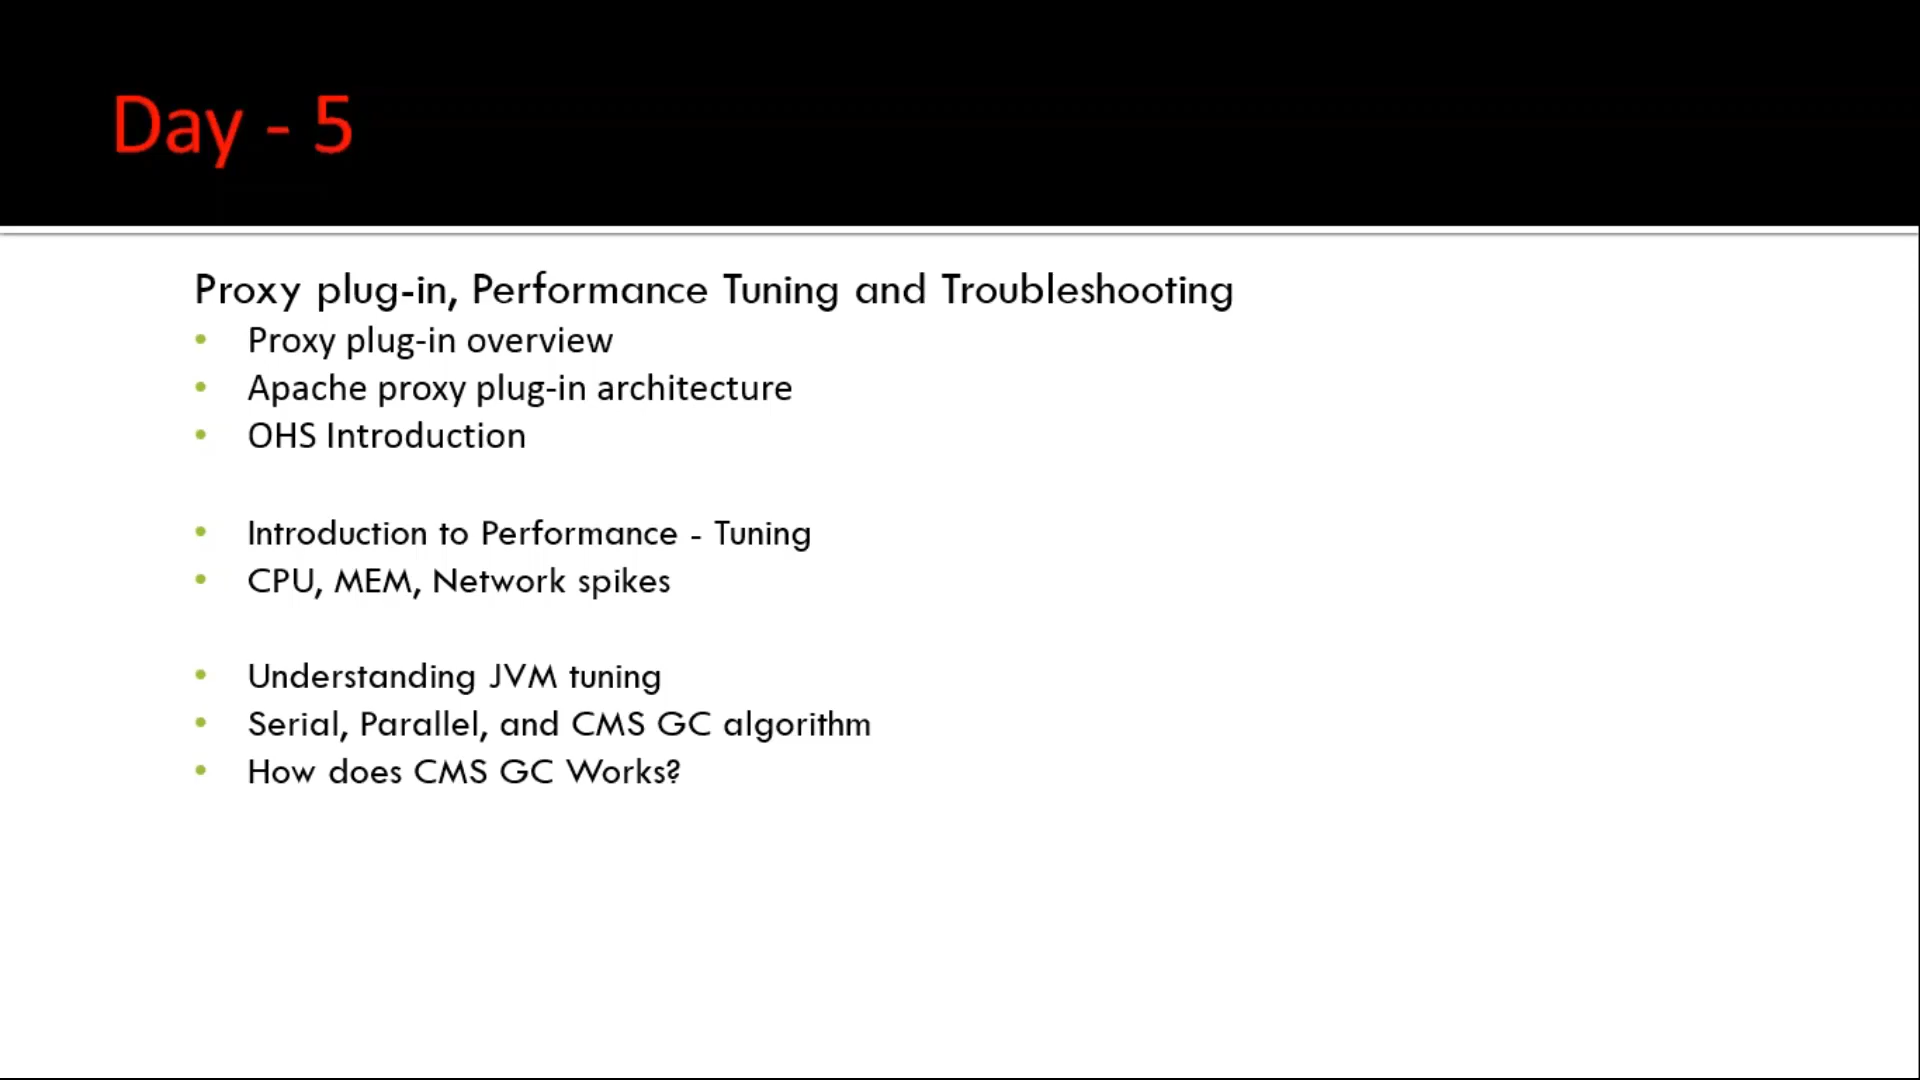 Day - 5
Proxy plug-in, Performance Tuning and Troubleshooting
• Proxy plug-in overview
• Apache proxy plug-in architecture
• OHS Introduction
• Introduction to Performance - Tuning
• CPU, MEM, Network spikes
• Understanding JVM tuning
• Serial, Parallel, and CMS GC algorithm
• How does CMS GC Works?